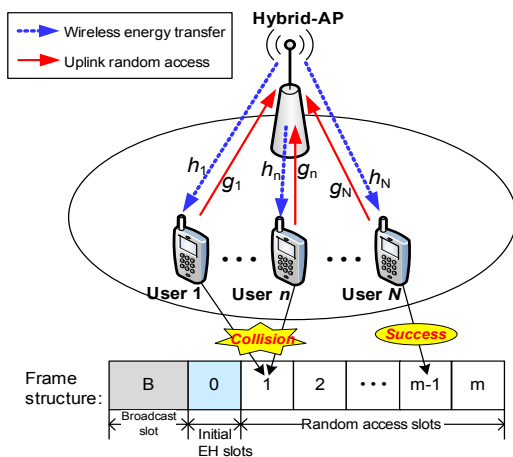 Hybrid-AP
Wireless energy transfer
Uplink random access
h1
g1
hn
gn
gN
hN
User 1
User n
User N
Collision
Success
Frame structure:
B
0
1
2
•••
m-1
m
Broadcast slot
Initial EH slots
Random access slots